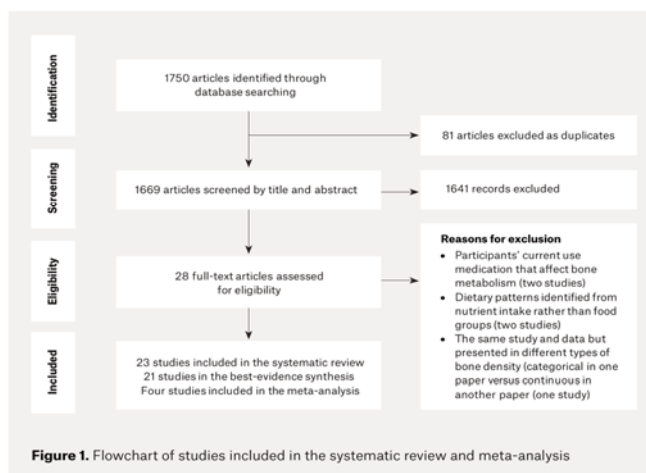 Identification
1750 articles identified through
database searching
81 articles excluded as duplicates
Screening
1669 articles screened by title and abstract
1641 records excluded
Eligibility
28 full-text articles assessed
for eligibility
Reasons for exclusion
• Participants' current use
medication that affect bone
metabolism (two studies)
• Dietary patterns identified from
nutrient intake rather than food
groups (two studies)
• The same study and data but
presented in different types of
bone density (categorical in one
paper versus continuous in
another paper (one study)
Included
23 studies included in the systematic review
21 studies in the best-evidence synthesis
Four studies included in the meta-analysis
Figure 1. Flowchart of studies included in the systematic review and meta-analysis